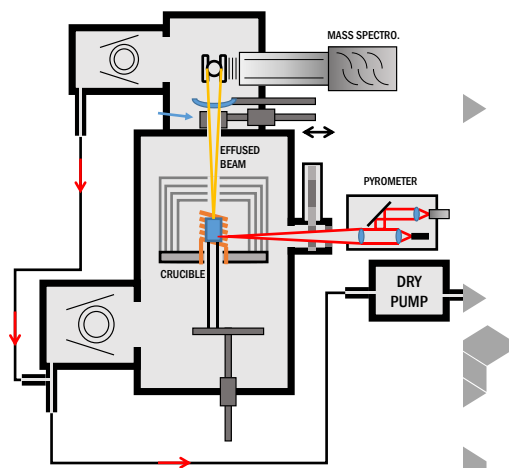 MASS SPECTRO.
EFFUSED
BEAM
PYROMETER
CRUCIBLE
DRY
PUMP